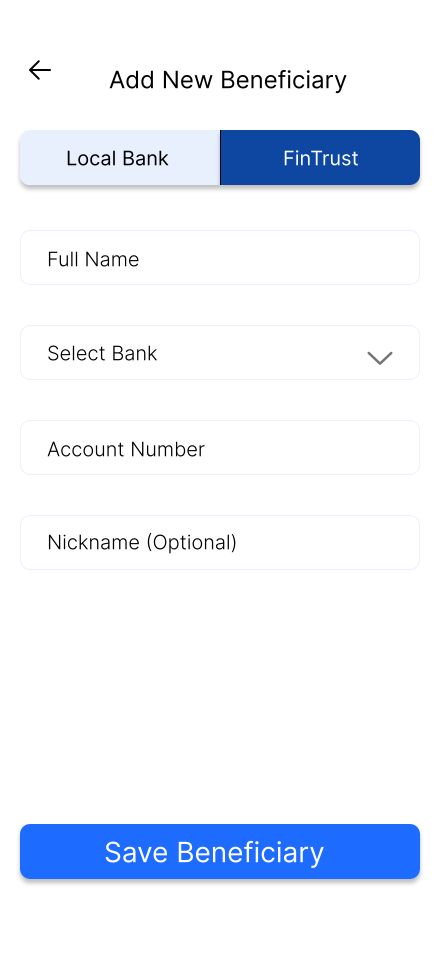 Add New Beneficiary
Local Bank
FinTrust
Full Name
Select Bank
Account Number
Nickname (Optional)
Save Beneficiary